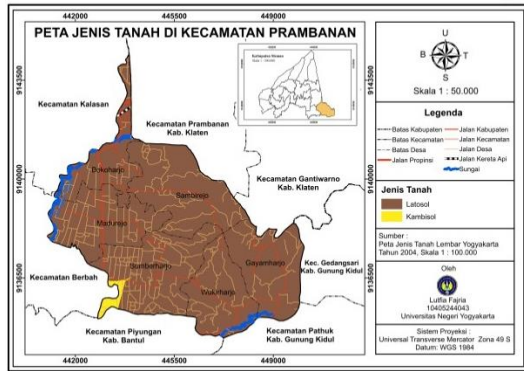 442000 445500 449000
PETA JENIS TANAH DI KECAMATAN PRAMBANAN
9143500
9143500
Kecamatan Kalasan
Kecamatan Prambanan
Kab. Klaten
Kecamatan Gantiwarno
Kab. Klaten
9140000
9140000
Bokoharjo
Sambirejo
Madurejo
Sumberharjo
Gayamharjo
Wukirharjo
Kec. Gedangsari
Kab. Gunung Kidul
Kecamatan Berbah
9136500
9136500
Kecamatan Piyungan
Kab. Bantul
Kecamatan Pathuk
Kab. Gunung Kidul
442000 445500 449000
U
B T
S
Skala 1 : 50.000
Legenda
Batas Kabupaten
Batas Kecamatan
Batas Desa
Jalan Propinsi
Jalan Kabupaten
Jalan Kecamatan
Jalan Desa
Jalan Kereta Api
Sungai
Jenis Tanah
Latosol
Kambisol
Sumber :
Peta Jenis Tanah Lembar Yogyakarta
Tahun 2004, Skala 1 : 100.000
Oleh
Lutfia Fajria
10405244043
Universitas Negeri Yogyakarta
Sistem Proyeksi :
Universal Transverse Mercator Zona 49 S
Datum: WGS 1984